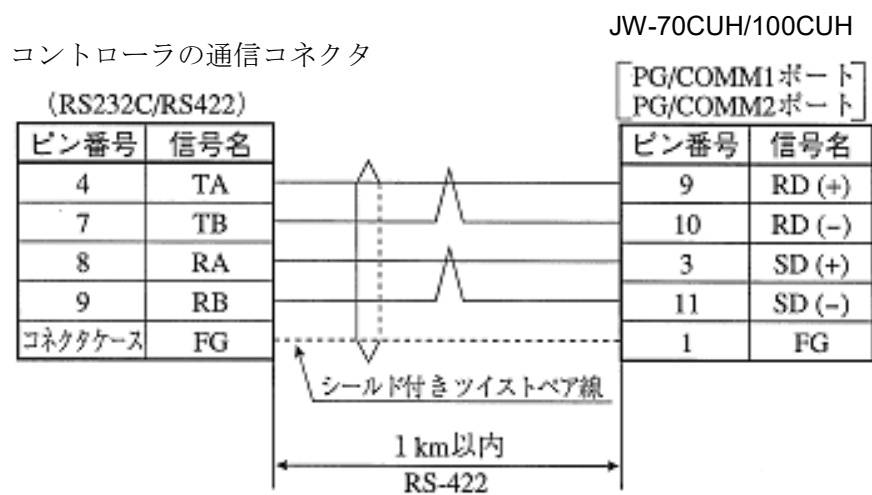 JW-70CUH/100CUH
コントローラの通信コネクタ
PG/COMM1ポート
PG/COMM2ポート
(RS232C/RS422)
ピン番号 信号名 ピン番号 信号名
4 TA 9 RD (+)
7 TB 10 RD (−)
8 RA 3 SD (+)
9 RB 11 SD (−)
コネクタケース FG 1 FG
シールド付きツイストペア線
1 km以内
RS-422